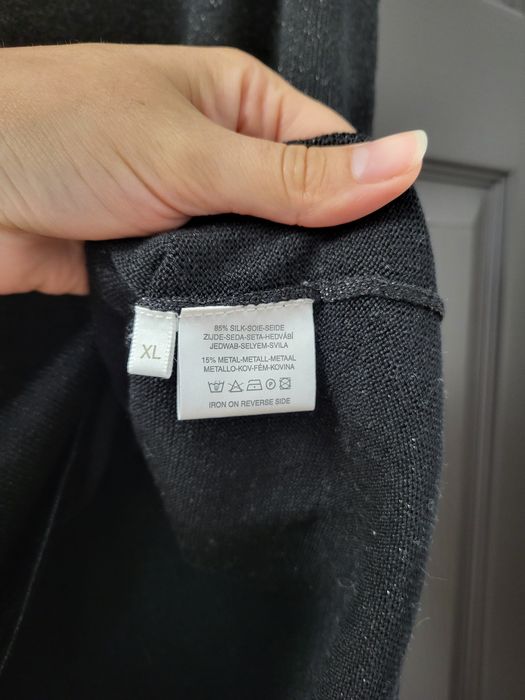 XL
85% SILK-SOIE-SEIDE
ZIJDE-SEDA-SETA-HEDVÁBÍ
JEDWAB-SELYEM-SVILA
15% METAL-METALL-METAAL
METALLO-KOV-FÉM-KOVINA
IRON ON REVERSE SIDE